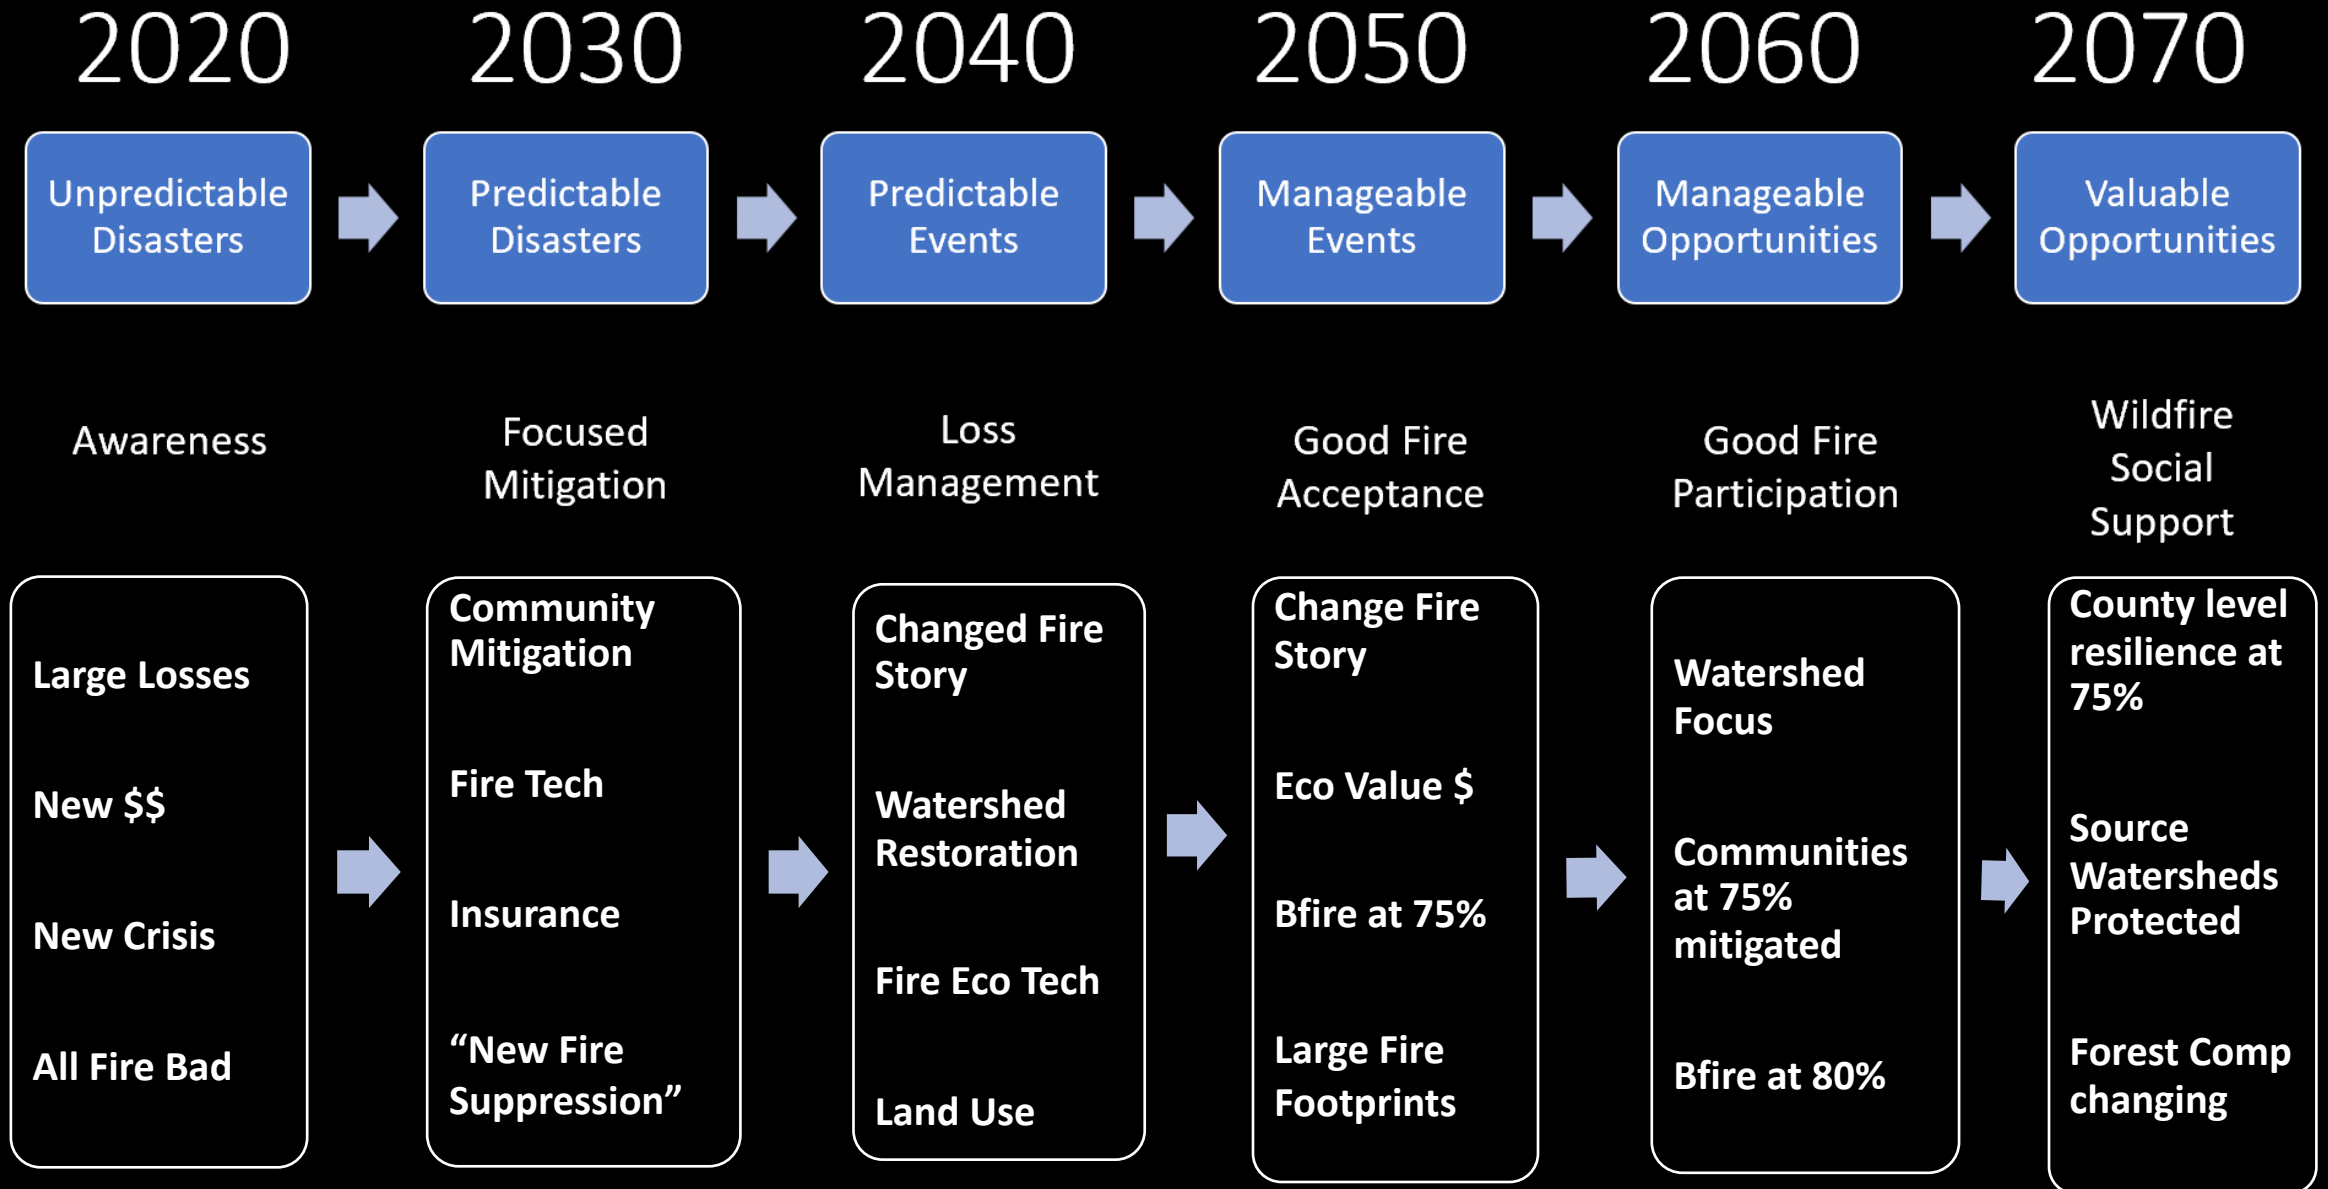 2020
2030
2040
2050
2060
2070
Unpredictable
Disasters
Predictable
Disasters
Predictable
Events
Manageable
Events
Manageable
Opportunities
Valuable
Opportunities
Awareness
Focused
Mitigation
Loss
Management
Good Fire
Acceptance
Good Fire
Participation
Wildfire
Social
Support
Large Losses
New $$
New Crisis
All Fire Bad
Community
Mitigation
Fire Tech
Insurance
“New Fire
Suppression”
Changed Fire
Story
Watershed
Restoration
Fire Eco Tech
Land Use
Change Fire
Story
Eco Value $
Bfire at 75%
Large Fire
Footprints
Watershed
Focus
Communities
at 75%
mitigated
Bfire at 80%
County level
resilience at
75%
Source
Watersheds
Protected
Forest Comp
changing